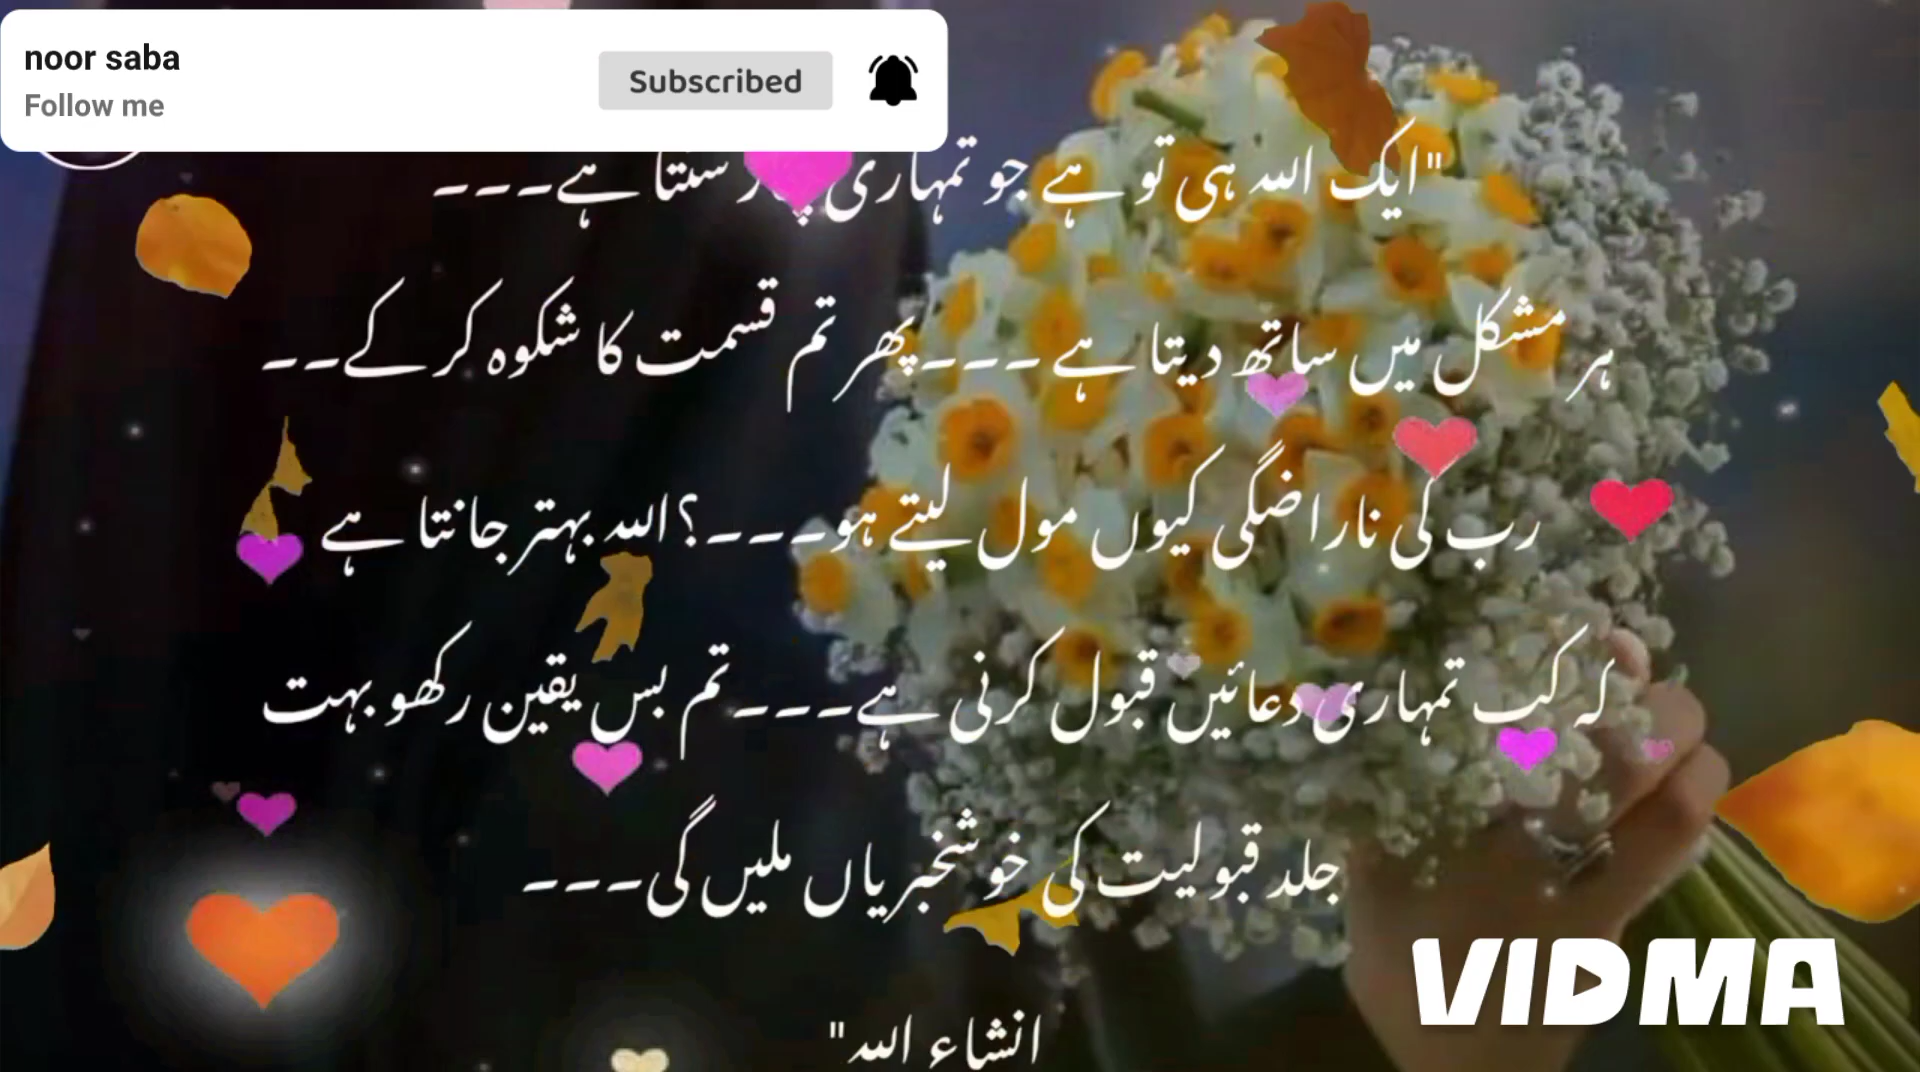 noor saba
Follow me
Subscribed
"ایک اللہ ہی تو ہے جو تمہاری سنتا ہے۔۔۔
ہر مشکل میں ساتھ دیتا ہے ۔۔۔پھر تم قسمت کا شکوہ کر کے۔۔
رب کی ناراضگی کیوں مول لیتے ہو۔۔۔؟اللہ بہتر جانتا ہے
کہ کب تمہاری دعائیں قبول کرنی ہے۔۔۔تم بس یقین رکھو بہت
جلد قبولیت کی خوشخبریاں ملیں گی۔۔۔
انشاء اللہ"
VIDMA